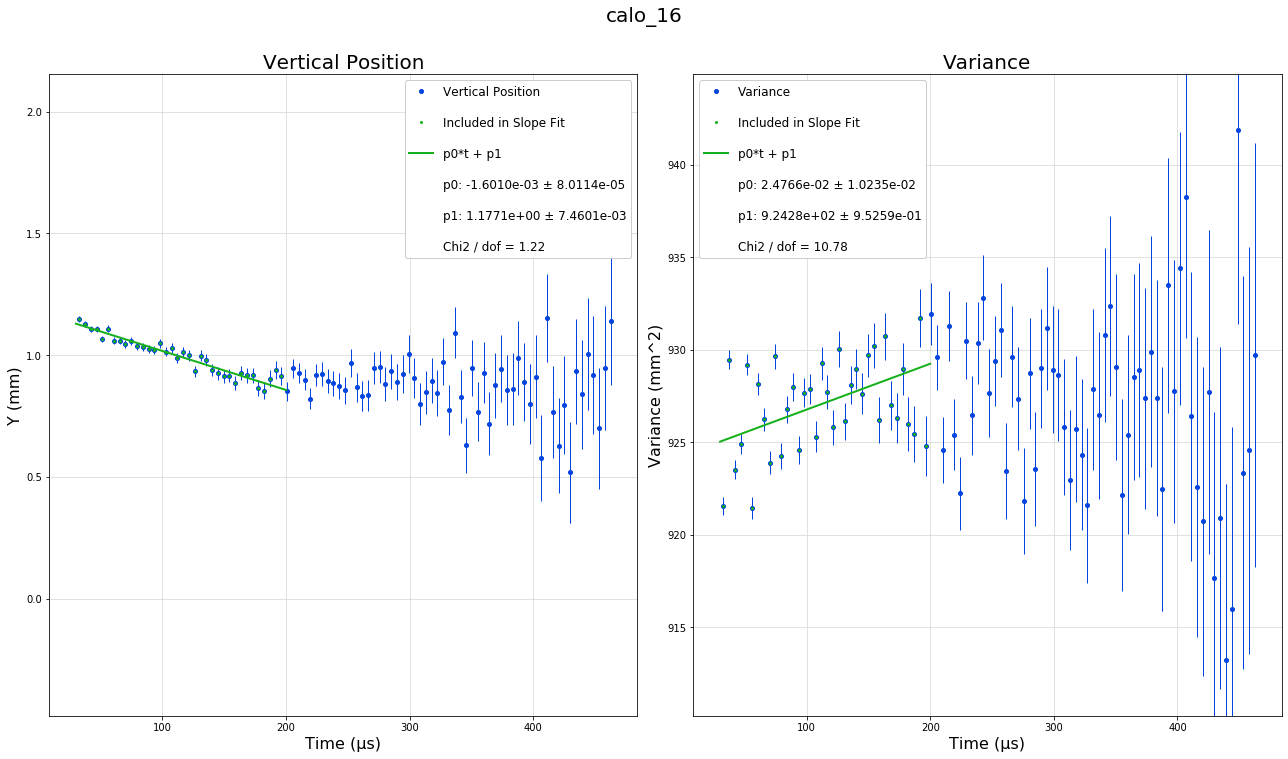 calo_16
Vertical Position
Vertical Position
Included in Slope Fit
p0*t + p1
p0: -1.6010e-03 ± 8.0114e-05
p1: 1.1771e+00 ± 7.4601e-03
Chi2 / dof = 1.22
2.0
1.5
1.0
0.5
0.0
Y (mm)
100
200
300
400
Time (μs)
Variance
Variance
Included in Slope Fit
p0*t + p1
p0: 2.4766e-02 ± 1.0235e-02
p1: 9.2428e+02 ± 9.5259e-01
Chi2 / dof = 10.78
940
935
930
925
920
915
Variance (mm^2)
100
200
300
400
Time (μs)